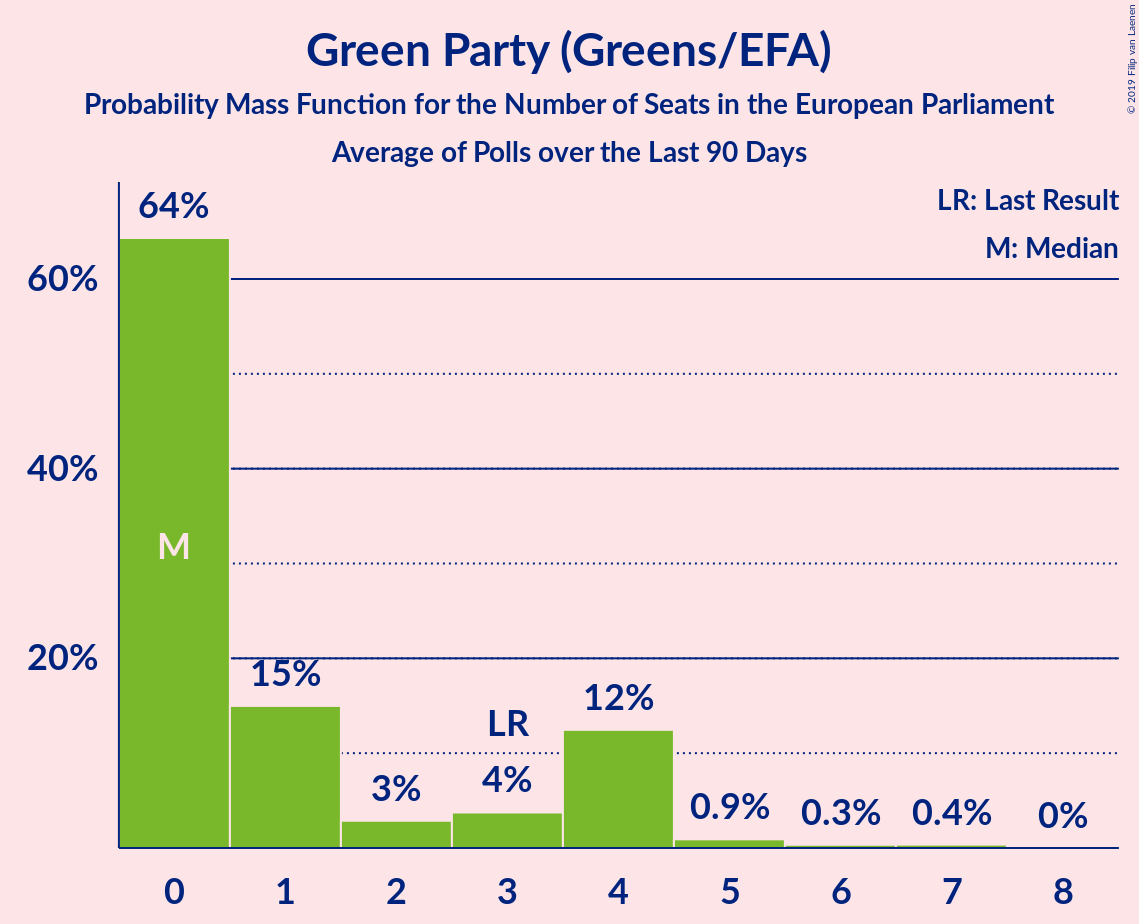 Green Party (Greens/EFA)
Probability Mass Function for the Number of Seats in the European Parliament
Average of Polls over the Last 90 Days
© 2019 Filip van Laenen
LR: Last Result
M: Median
64%
60%
40%
M
20%
15%
LR
12%
4%
3%
0.9%
0.3%
0.4%
0%
0 1 2 3 4 5 6 7 8